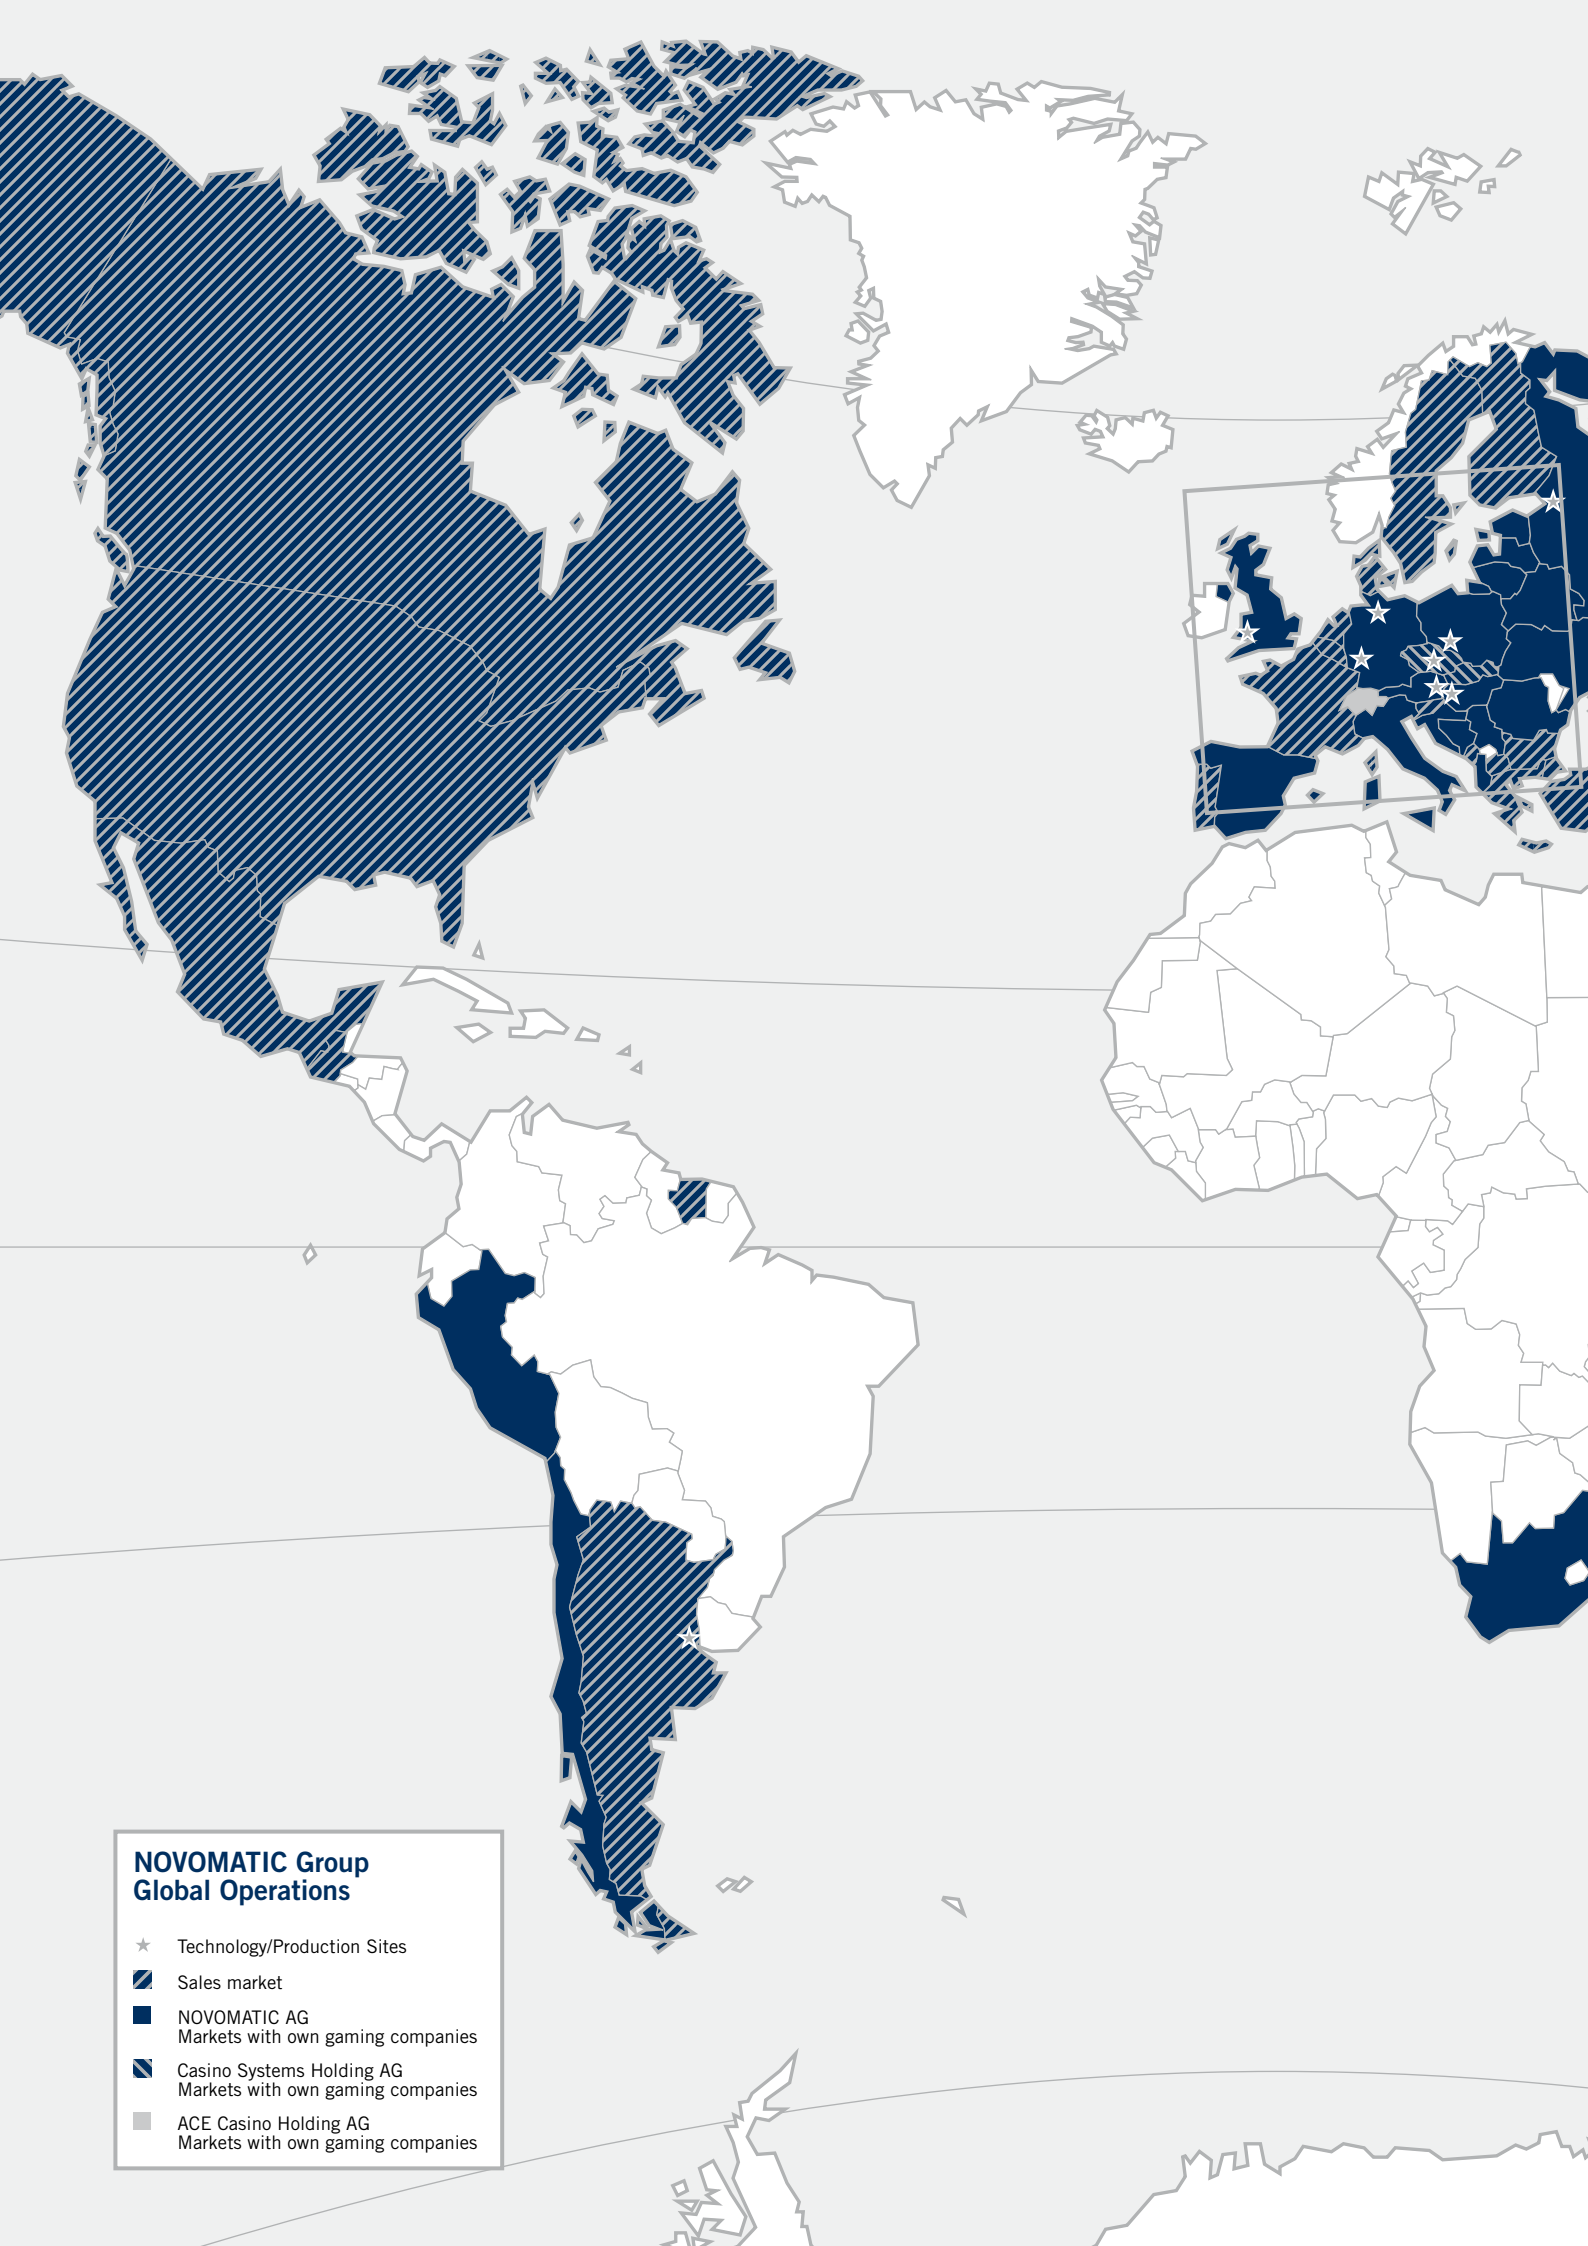 NOVOMATIC Group
Global Operations
Technology/Production Sites
Sales market
NOVOMATIC AG
Markets with own gaming companies
Casino Systems Holding AG
Markets with own gaming companies
ACE Casino Holding AG
Markets with own gaming companies